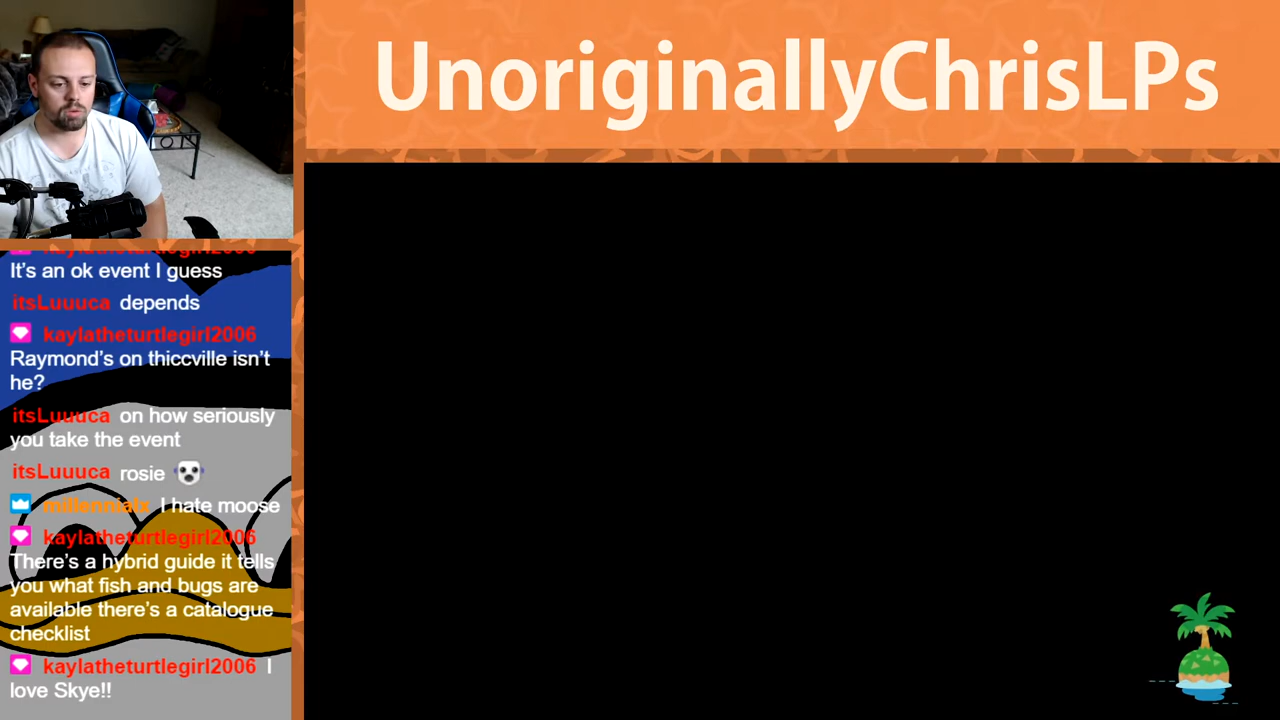 UnoriginallyChrisLPs
kaylatheturtlegirl2006
It's an ok event I guess
itsLuuuca depends
kaylatheturtlegirl2006
Raymond's on thiccville isn't
he?
itsLuuuca on how seriously
you take the event
itsLuuuca rosie
millennialx I hate moose
kaylatheturtlegirl2006
There's a hybrid guide it tells
you what fish and bugs are
available there's a catalogue
checklist
kaylatheturtlegirl2006 I
love Skye!!